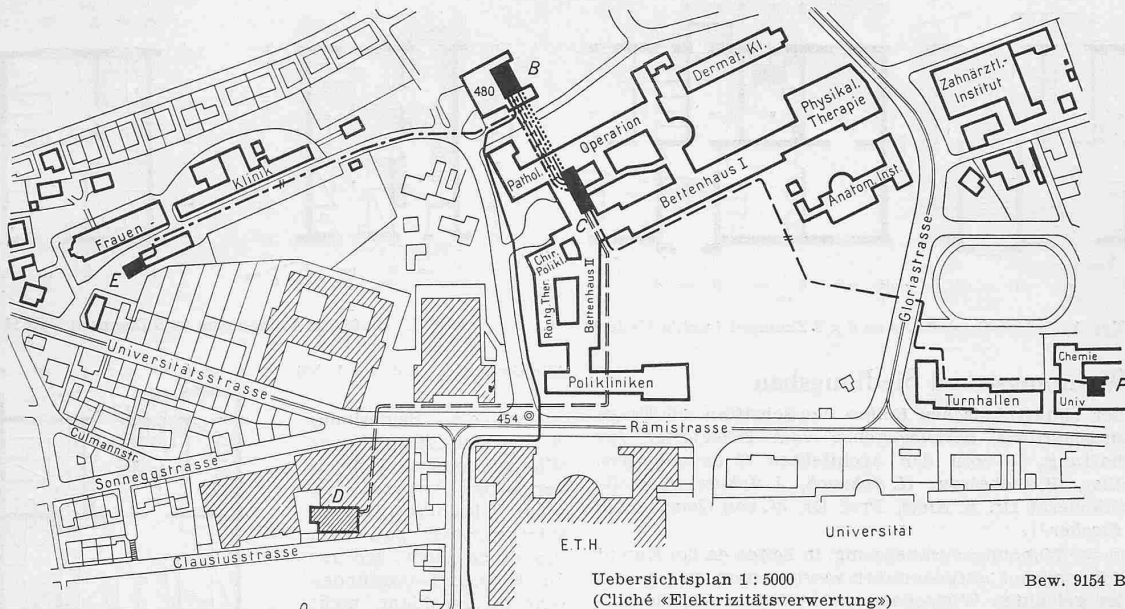 B
480
Dermat. Kl.
Operation
Pathol.
Physikal.
Therapie
Zahnärztl.-
Institut
Klinik
Frauen
E
Bettenhaus I
Anatom. Inst.
C
Chir.
Polikl.
Röntg. Ther.
Bettenhaus II
Gloriastrasse
Universitätsstrasse
Polikliniken
Chemie
Turnhallen
Univ
F
454
Rämistrasse
Culmannstr.
Sonneggstrasse
D
Clausiusstrasse
E.T.H.
Universität
Uebersichtsplan 1 : 5000
(Cliché «Elektrizitätsverwertung»)
Bew. 9154 B